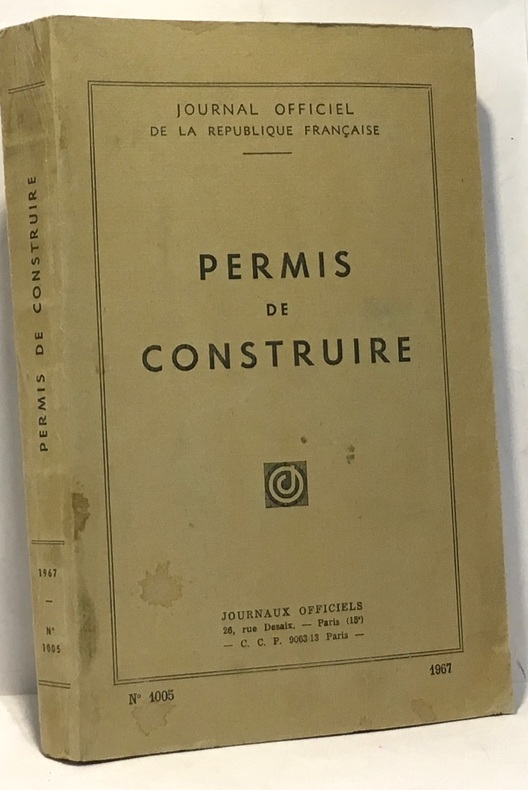 JOURNAL OFFICIEL
DE LA REPUBLIQUE FRANÇAISE
PERMIS
DE
CONSTRUIRE
JOURNAUX OFFICIELS
26, rue Desaix. — Paris (15e)
— C. C. P. 9063-13 Paris —
N° 1005
1967
PERMIS DE CONSTRUIRE
1967
—
N°
1005